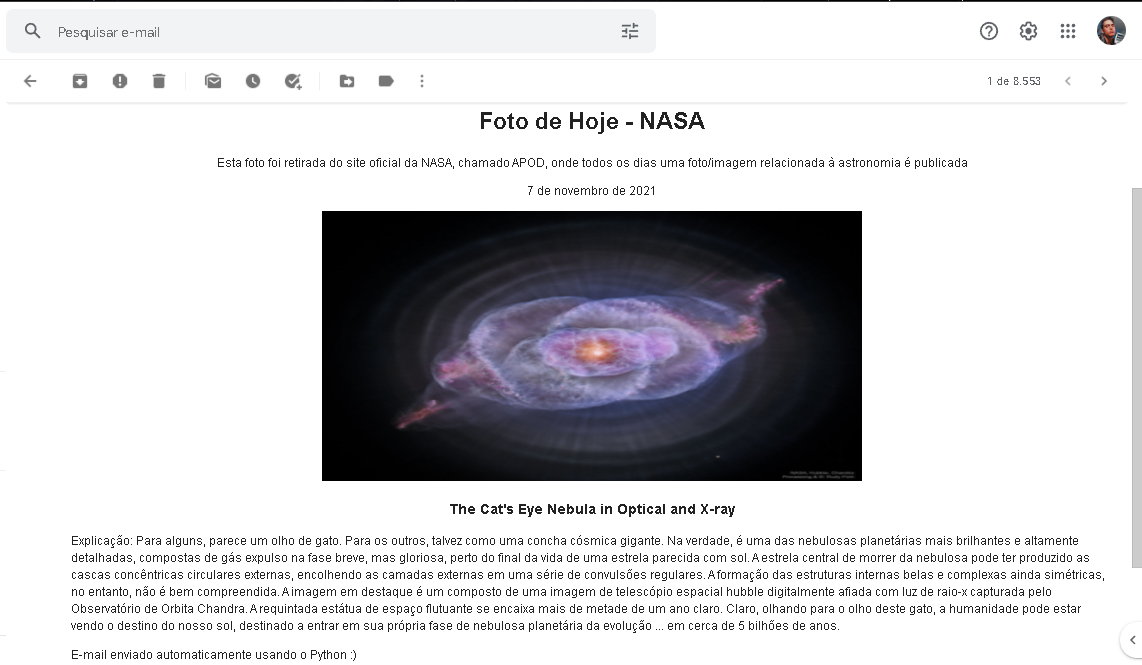 Pesquisar e-mail
1 de 8.553
Foto de Hoje - NASA
Esta foto foi retirada do site oficial da NASA, chamado APOD, onde todos os dias uma foto/imagem relacionada à astronomia é publicada
7 de novembro de 2021
The Cat's Eye Nebula in Optical and X-ray
Explicação: Para alguns, parece um olho de gato. Para os outros, talvez como uma concha cósmica gigante. Na verdade, é uma das nebulosas planetárias mais brilhantes e altamente
detalhadas, compostas de gás expulso na fase breve, mas gloriosa, perto do final da vida de uma estrela parecida com sol. A estrela central de morrer da nebulosa pode ter produzido as
cascas concêntricas circulares externas, encolhendo as camadas externas em uma série de convulsões regulares. A formação das estruturas internas belas e complexas ainda simétricas,
no entanto, não é bem compreendida. A imagem em destaque é um composto de uma imagem de telescópio espacial hubble digitalmente afiada com luz de raio-x capturada pelo
Observatório de Orbita Chandra. A requintada estátua de espaço flutuante se encaixa mais de metade de um ano claro. Claro, olhando para o olho deste gato, a humanidade pode estar
vendo o destino do nosso sol, destinado a entrar em sua própria fase de nebulosa planetária da evolução ... em cerca de 5 bilhões de anos.
E-mail enviado automaticamente usando o Python :)